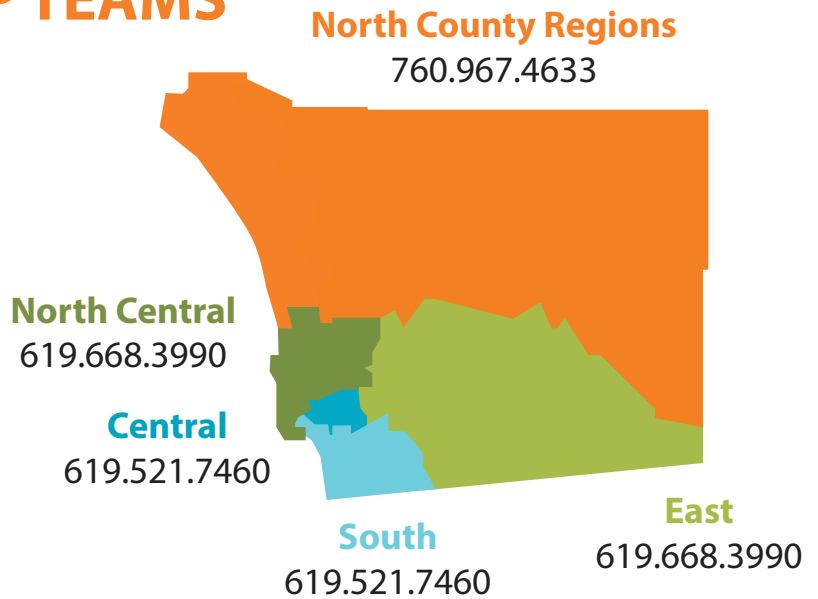 TEAMS
North County Regions
760.967.4633
North Central
619.668.3990
Central
619.521.7460
South
619.521.7460
East
619.668.3990